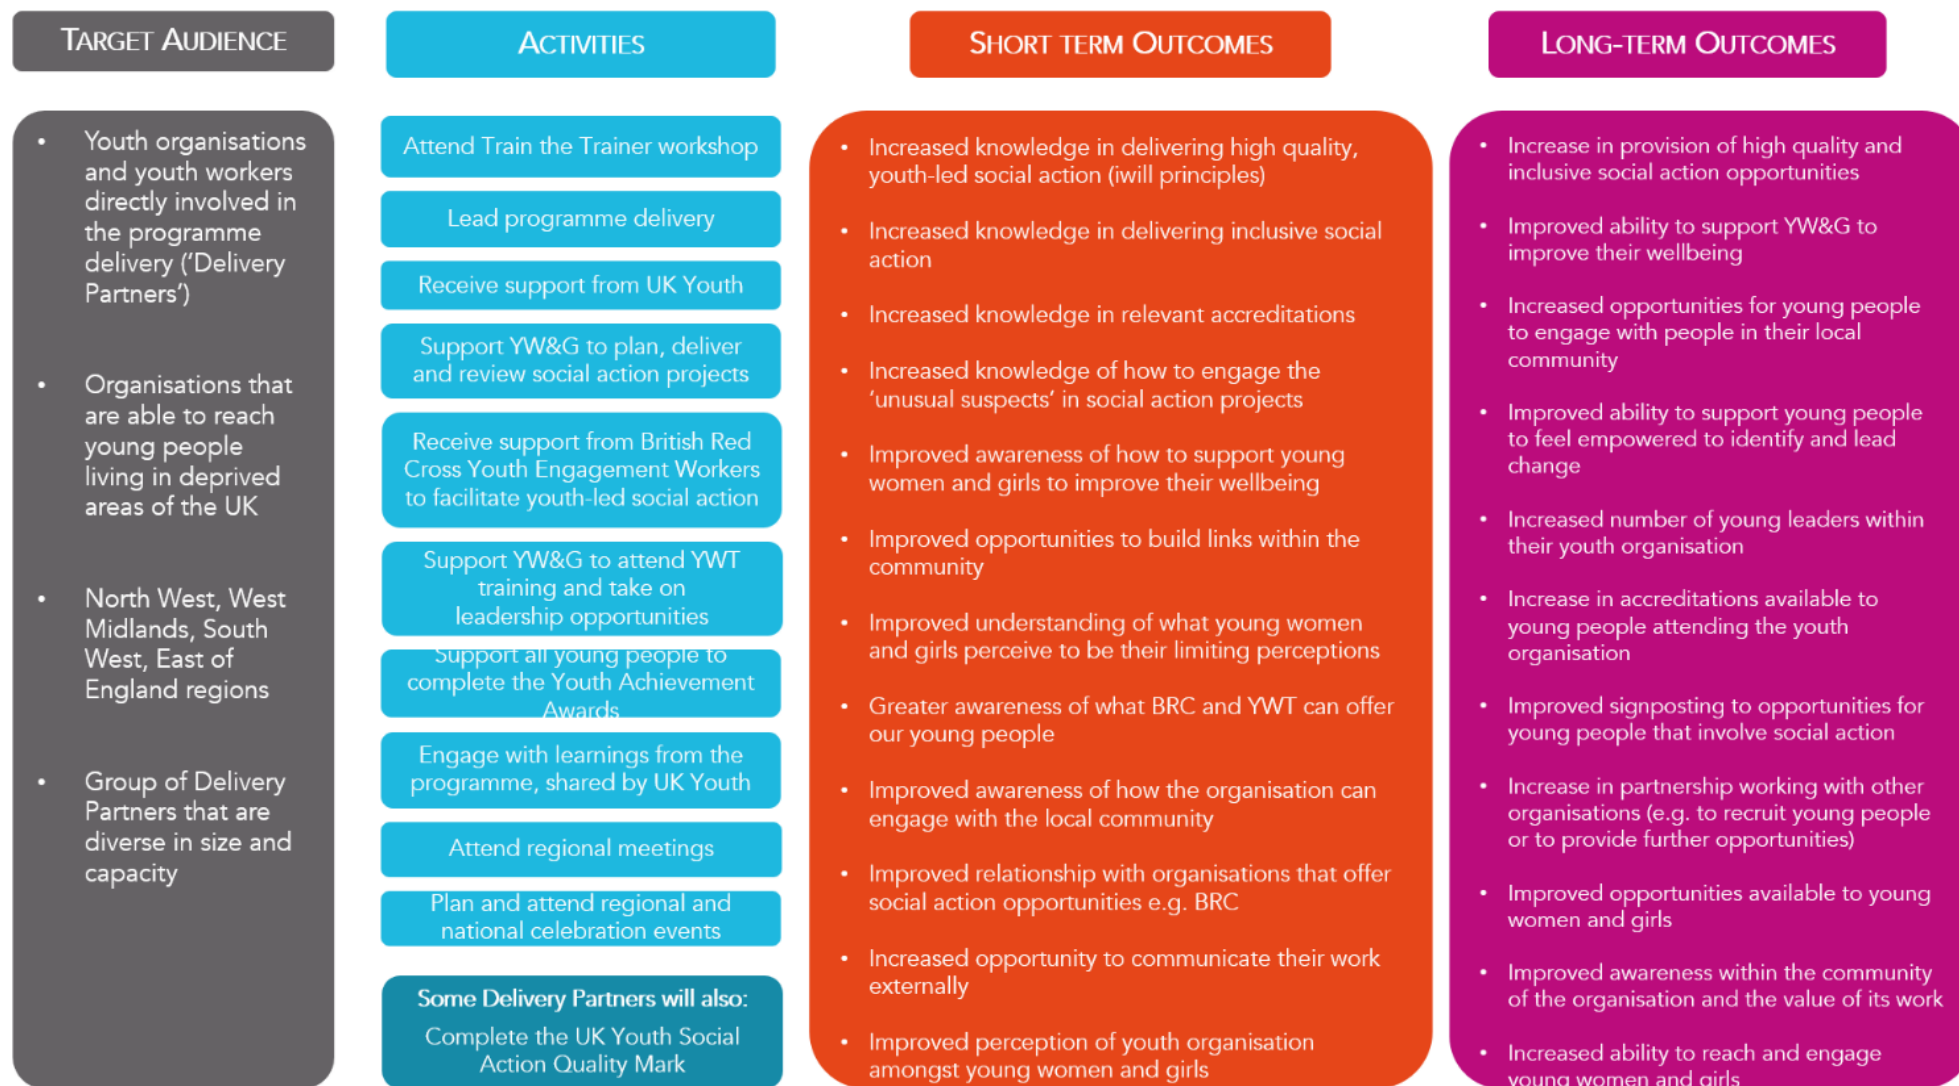 TARGET AUDIENCE
• Youth organisations
and youth workers
directly involved in
the programme
delivery (‘Delivery
Partners’)
• Organisations that
are able to reach
young people
living in deprived
areas of the UK
• North West, West
Midlands, South
West, East of
England regions
• Group of Delivery
Partners that are
diverse in size and
capacity
ACTIVITIES
Attend Train the Trainer workshop
Lead programme delivery
Receive support from UK Youth
Support YW&G to plan, deliver
and review social action projects
Receive support from British Red
Cross Youth Engagement Workers
to facilitate youth-led social action
Support YW&G to attend YWT
training and take on
leadership opportunities
Support all young people to
complete the Youth Achievement
Awards
Engage with learnings from the
programme, shared by UK Youth
Attend regional meetings
Plan and attend regional and
national celebration events
Some Delivery Partners will also:
Complete the UK Youth Social
Action Quality Mark
SHORT TERM OUTCOMES
• Increased knowledge in delivering high quality,
youth-led social action (iwill principles)
• Increased knowledge in delivering inclusive social
action
• Increased knowledge in relevant accreditations
• Increased knowledge of how to engage the
‘unusual suspects’ in social action projects
• Improved awareness of how to support young
women and girls to improve their wellbeing
• Improved opportunities to build links within the
community
• Improved understanding of what young women
and girls perceive to be their limiting perceptions
• Greater awareness of what BRC and YWT can offer
our young people
• Improved awareness of how the organisation can
engage with the local community
• Improved relationship with organisations that offer
social action opportunities e.g. BRC
• Increased opportunity to communicate their work
externally
• Improved perception of youth organisation
amongst young women and girls
LONG-TERM OUTCOMES
• Increase in provision of high quality and
inclusive social action opportunities
• Improved ability to support YW&G to
improve their wellbeing
• Increased opportunities for young people
to engage with people in their local
community
• Improved ability to support young people
to feel empowered to identify and lead
change
• Increased number of young leaders within
their youth organisation
• Increase in accreditations available to
young people attending the youth
organisation
• Improved signposting to opportunities for
young people that involve social action
• Increase in partnership working with other
organisations (e.g. to recruit young people
or to provide further opportunities)
• Improved opportunities available to young
women and girls
• Improved awareness within the community
of the organisation and the value of its work
• Increased ability to reach and engage
young women and girls